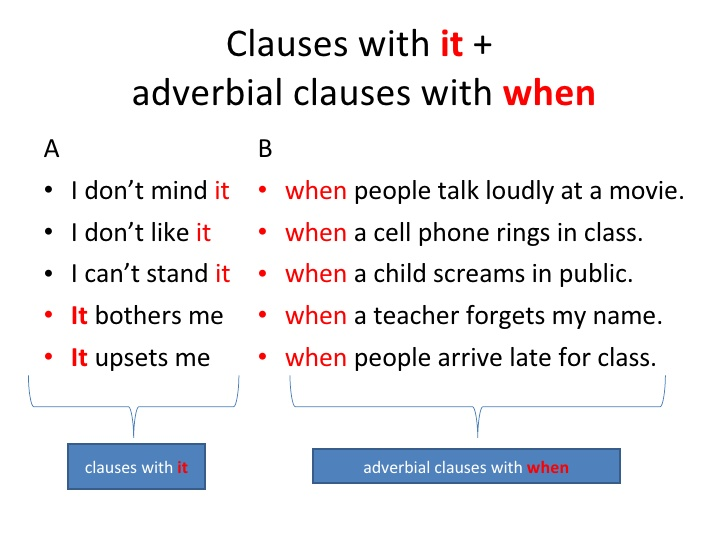 Clauses with it +
adverbial clauses with when
A
• I don’t mind it
• I don’t like it
• I can’t stand it
• It bothers me
• It upsets me
B
• when people talk loudly at a movie.
• when a cell phone rings in class.
• when a child screams in public.
• when a teacher forgets my name.
• when people arrive late for class.
clauses with it
adverbial clauses with when